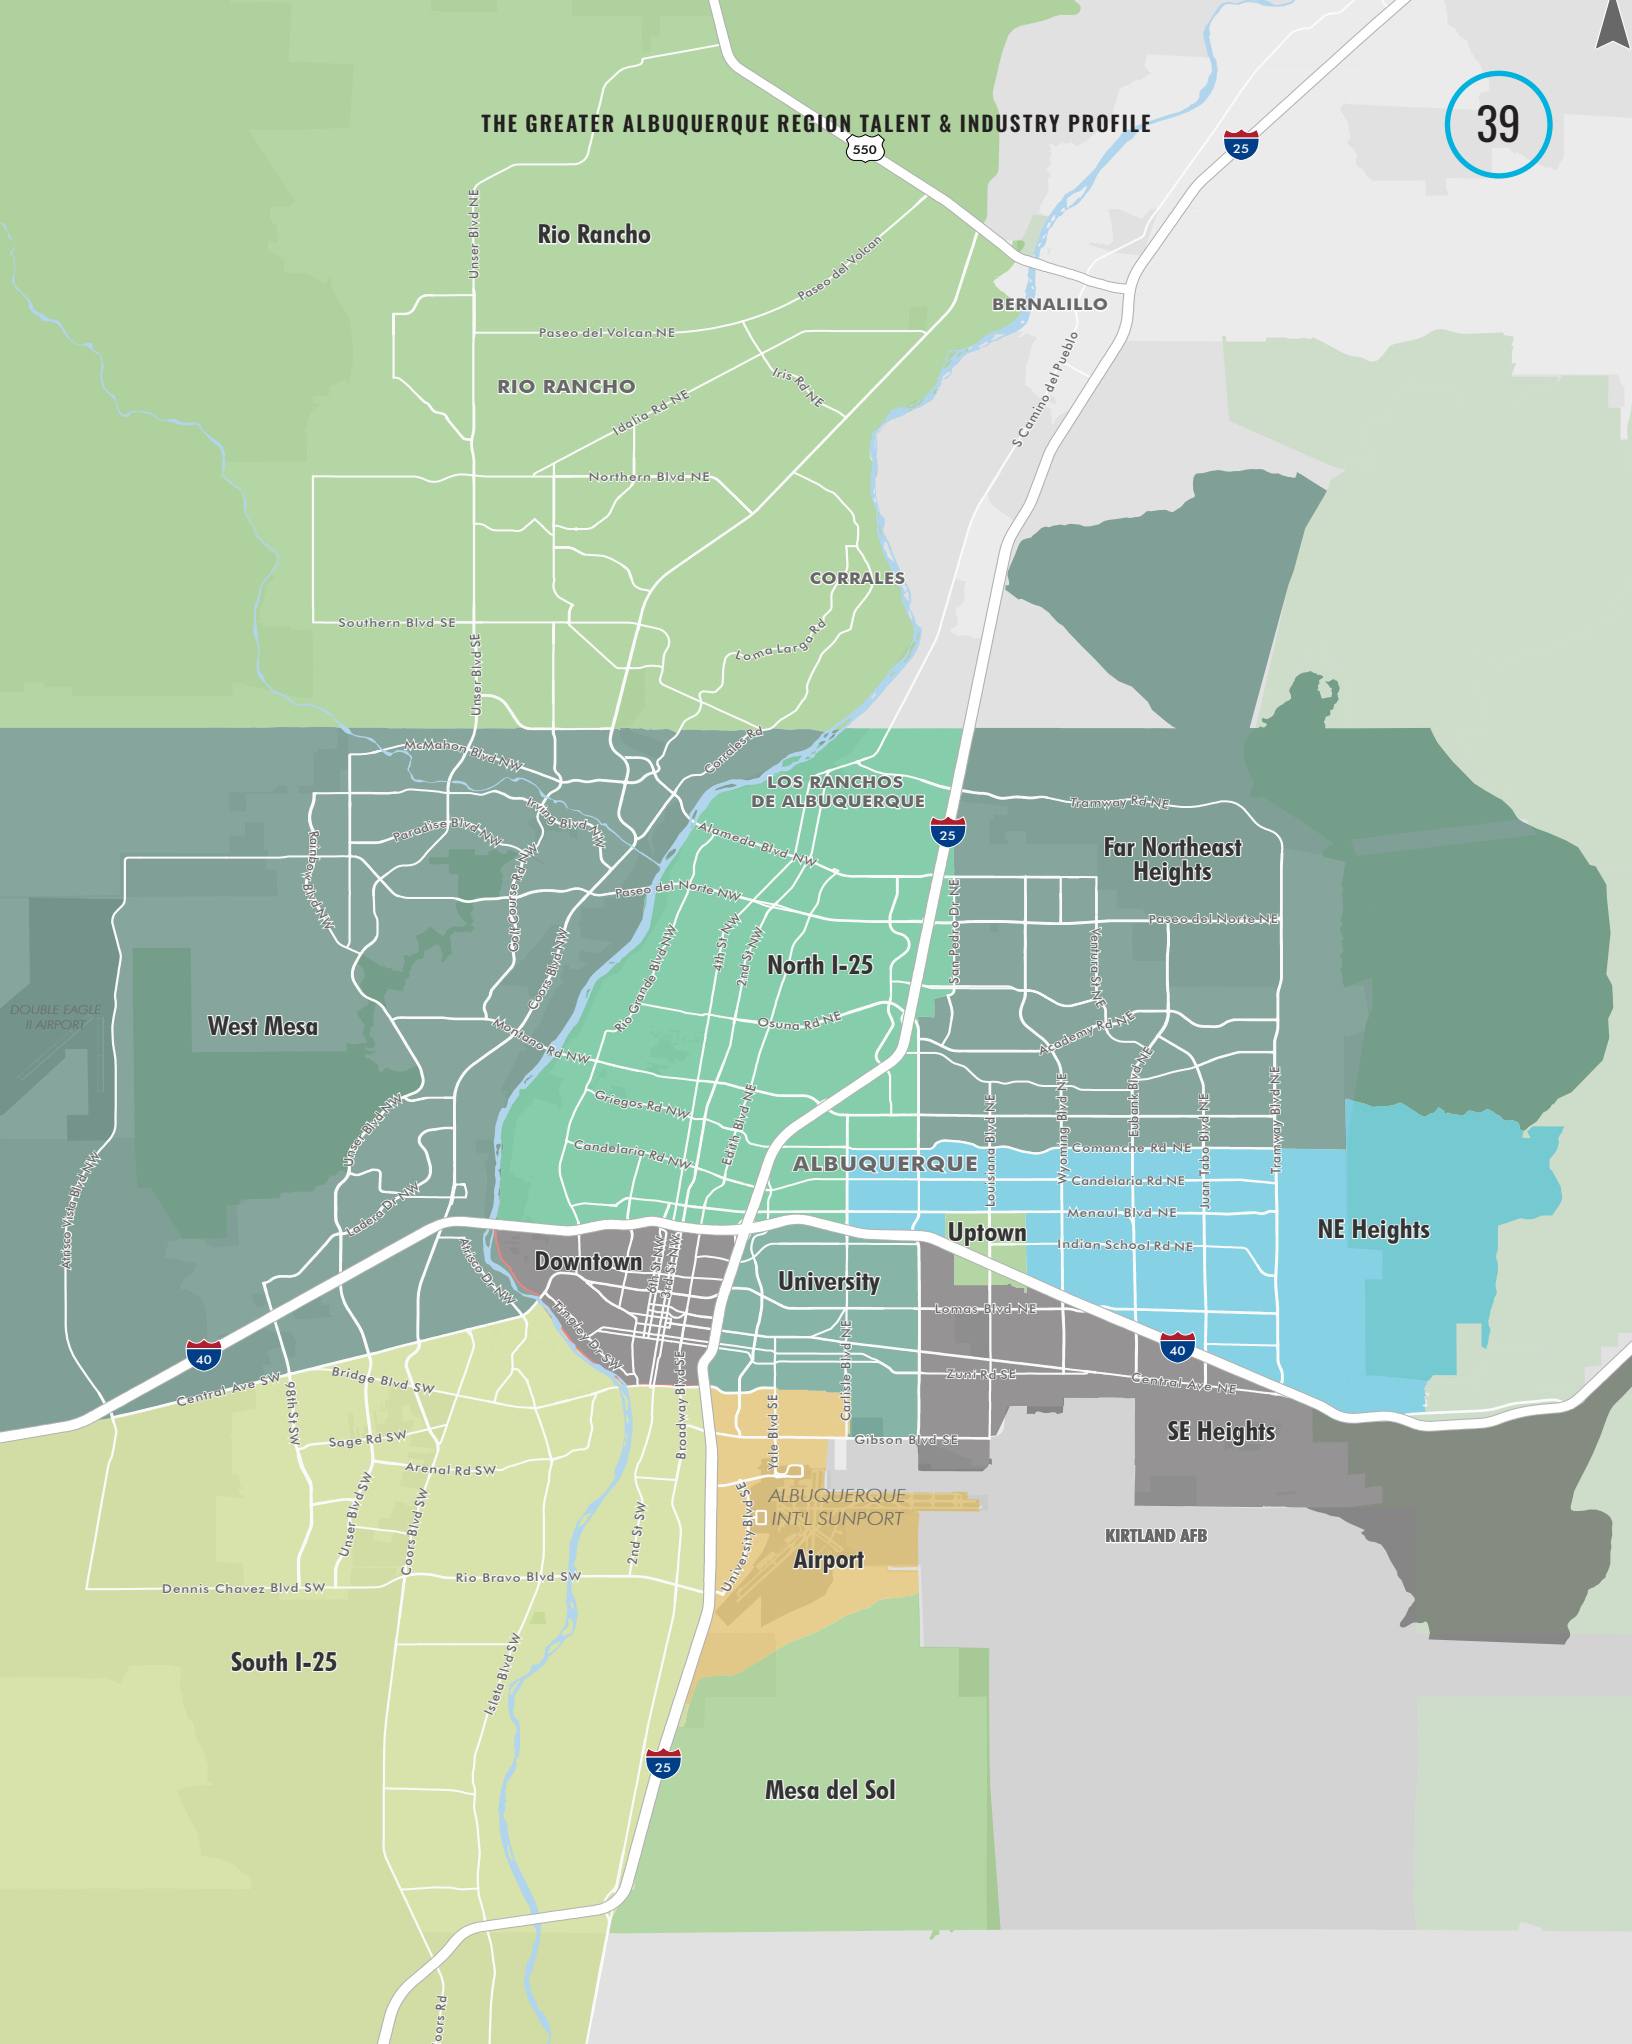 THE GREATER ALBUQUERQUE REGION TALENT & INDUSTRY PROFILE
39
550
25
Rio Rancho
Unser Blvd NE
Paseo del Volcan
BERNALILLO
Paseo del Volcan NE
RIO RANCHO
Iris Rd NE
Idalia Rd NE
S Camino del Pueblo
Northern Blvd NE
CORRALES
Southern Blvd SE
Loma Larga Rd
Unser Blvd SE
McMahon Blvd NW
Corrales Rd
LOS RANCHOS
DE ALBUQUERQUE
Tramway Rd NE
Irving Blvd NW
Paradise Blvd NW
Rainbow Blvd NW
Golf Course Rd NW
Alameda Blvd NW
25
Far Northeast
Heights
Paseo del Norte NW
San Pedro Dr NE
Paseo del Norte NE
Ventura St NE
Coors Blvd NW
Rio Grande Blvd NW
4th St NW
2nd St NW
North I-25
DOUBLE EAGLE
II AIRPORT
West Mesa
Montano Rd NW
Osuna Rd NE
Academy Rd NE
Griegos Rd NW
Edith Blvd NE
Louisiana Blvd NE
Wyoming Blvd NE
Eubank Blvd NE
Juan Tabo Blvd NE
Tramway Blvd NE
Unser Blvd NW
Candelaria Rd NW
ALBUQUERQUE
Comanche Rd NE
Candelaria Rd NE
Atrisco Vista Blvd NW
Ladera Dr NW
Menaul Blvd NE
Uptown
Indian School Rd NE
NE Heights
Atrisco Dr NW
Downtown
6th St NW
3rd St NW
University
Lomas Blvd NE
Tingley Dr SW
40
40
Carlisle Blvd NE
Zuni Rd SE
Central Ave NE
Central Ave SW
Bridge Blvd SW
98th St SW
Broadway Blvd SE
Yale Blvd SE
Gibson Blvd SE
SE Heights
Sage Rd SW
Arenal Rd SW
Unser Blvd SW
Coors Blvd SW
2nd St SW
University Blvd SE
ALBUQUERQUE
INT'L SUNPORT
Airport
KIRTLAND AFB
Dennis Chavez Blvd SW
Rio Bravo Blvd SW
South I-25
Isleta Blvd SW
25
Mesa del Sol
oors Rd